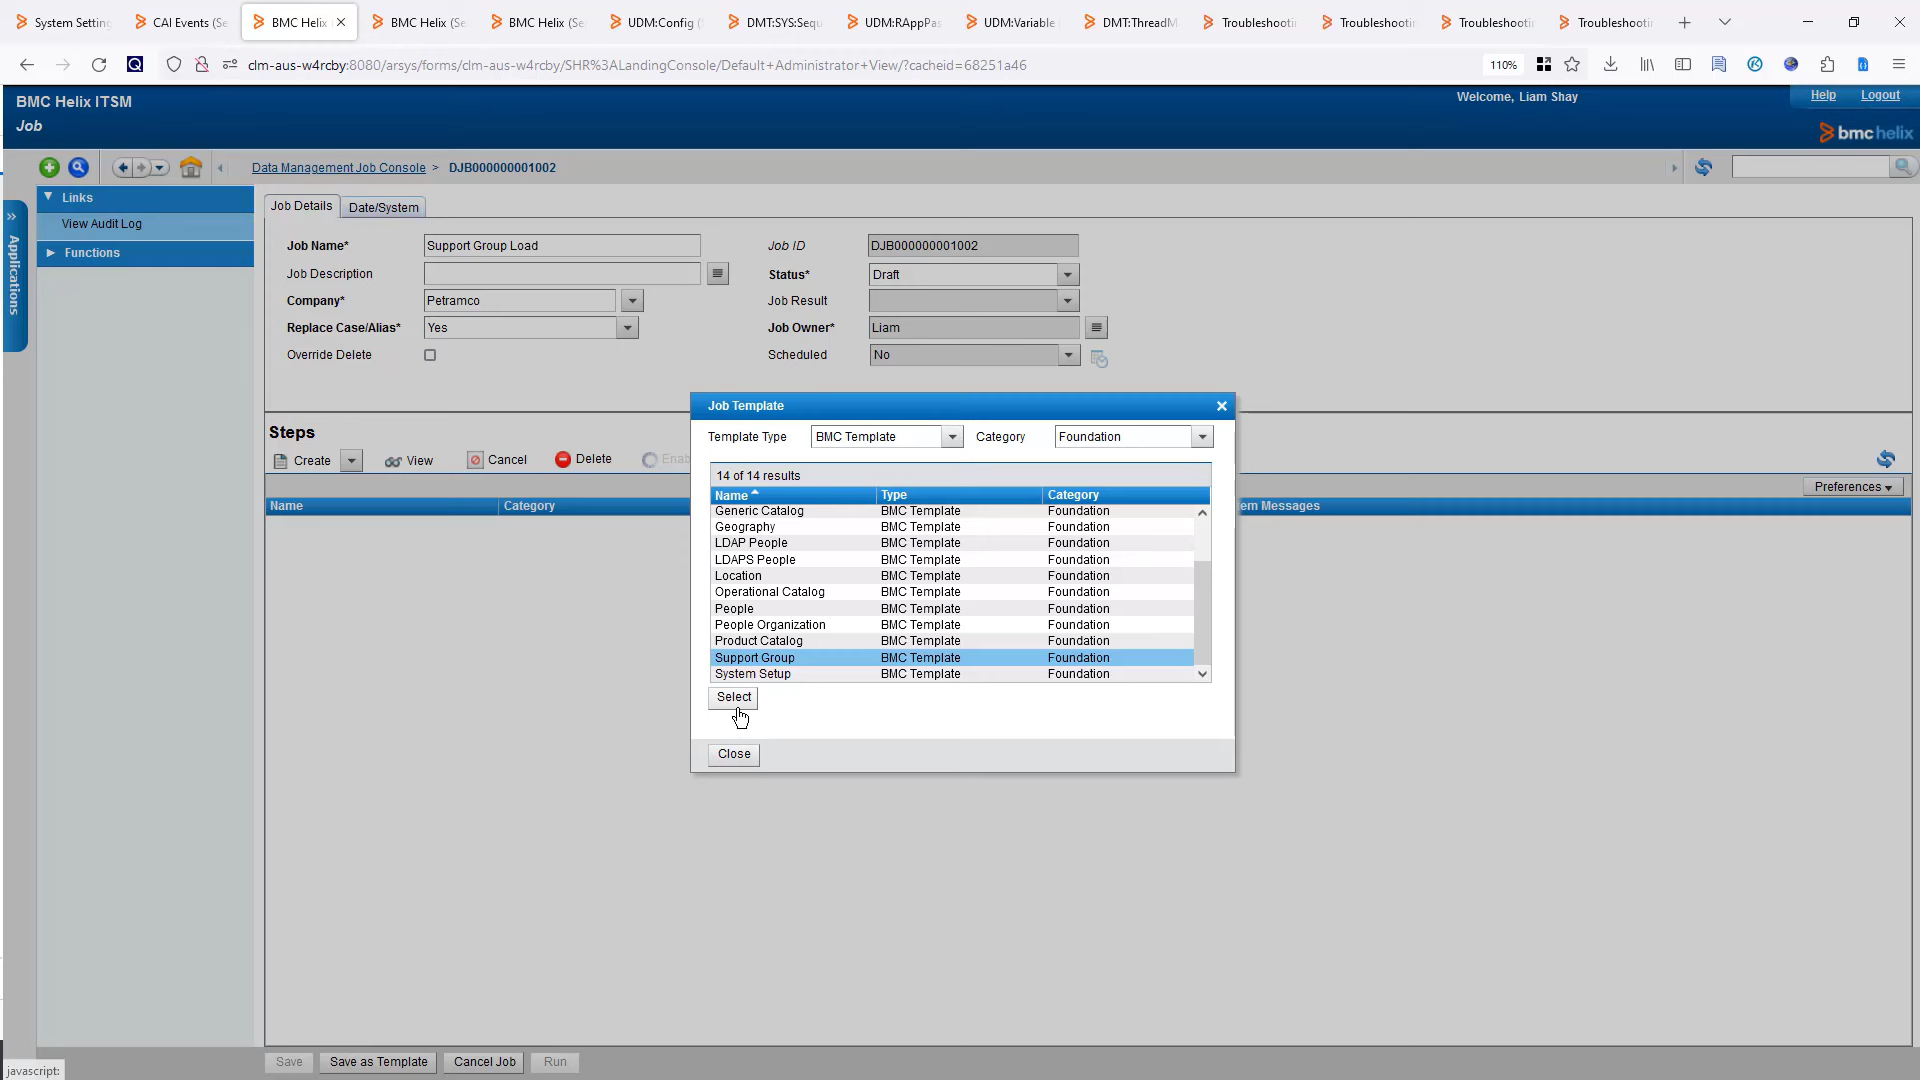 System Setting
CAI Events (Se
BMC Helix
BMC Helix (Se
BMC Helix (Se
UDM:Config (
DMT:SYS:Sequ
UDM:RAppPas
UDM:Variable
DMT:ThreadM
Troubleshooti
Troubleshootin
Troubleshootin
Troubleshootin
clm-aus-w4rcby:8080/arsys/forms/clm-aus-w4rcby/SHR%3ALandingConsole/Default+Administrator+View/?cacheid=68251a46
110%
BMC Helix ITSM
Job
Welcome, Liam Shay
Help
Logout
bmchelix
Data Management Job Console > DJB000000001002
Applications
Links
View Audit Log
Functions
Job Details
Date/System
Job Name* Support Group Load
Job ID DJB000000001002
Job Description
Status* Draft
Company* Petramco
Job Result
Replace Case/Alias* Yes
Job Owner* Liam
Override Delete
Scheduled No
Steps
Create View Cancel Delete Enab
Preferences
Name Category em Messages
Job Template
Template Type BMC Template Category Foundation
14 of 14 results
Name Type Category
Generic Catalog BMC Template Foundation
Geography BMC Template Foundation
LDAP People BMC Template Foundation
LDAPS People BMC Template Foundation
Location BMC Template Foundation
Operational Catalog BMC Template Foundation
People BMC Template Foundation
People Organization BMC Template Foundation
Product Catalog BMC Template Foundation
Support Group BMC Template Foundation
System Setup BMC Template Foundation
Select
Close
Save Save as Template Cancel Job Run
javascript: